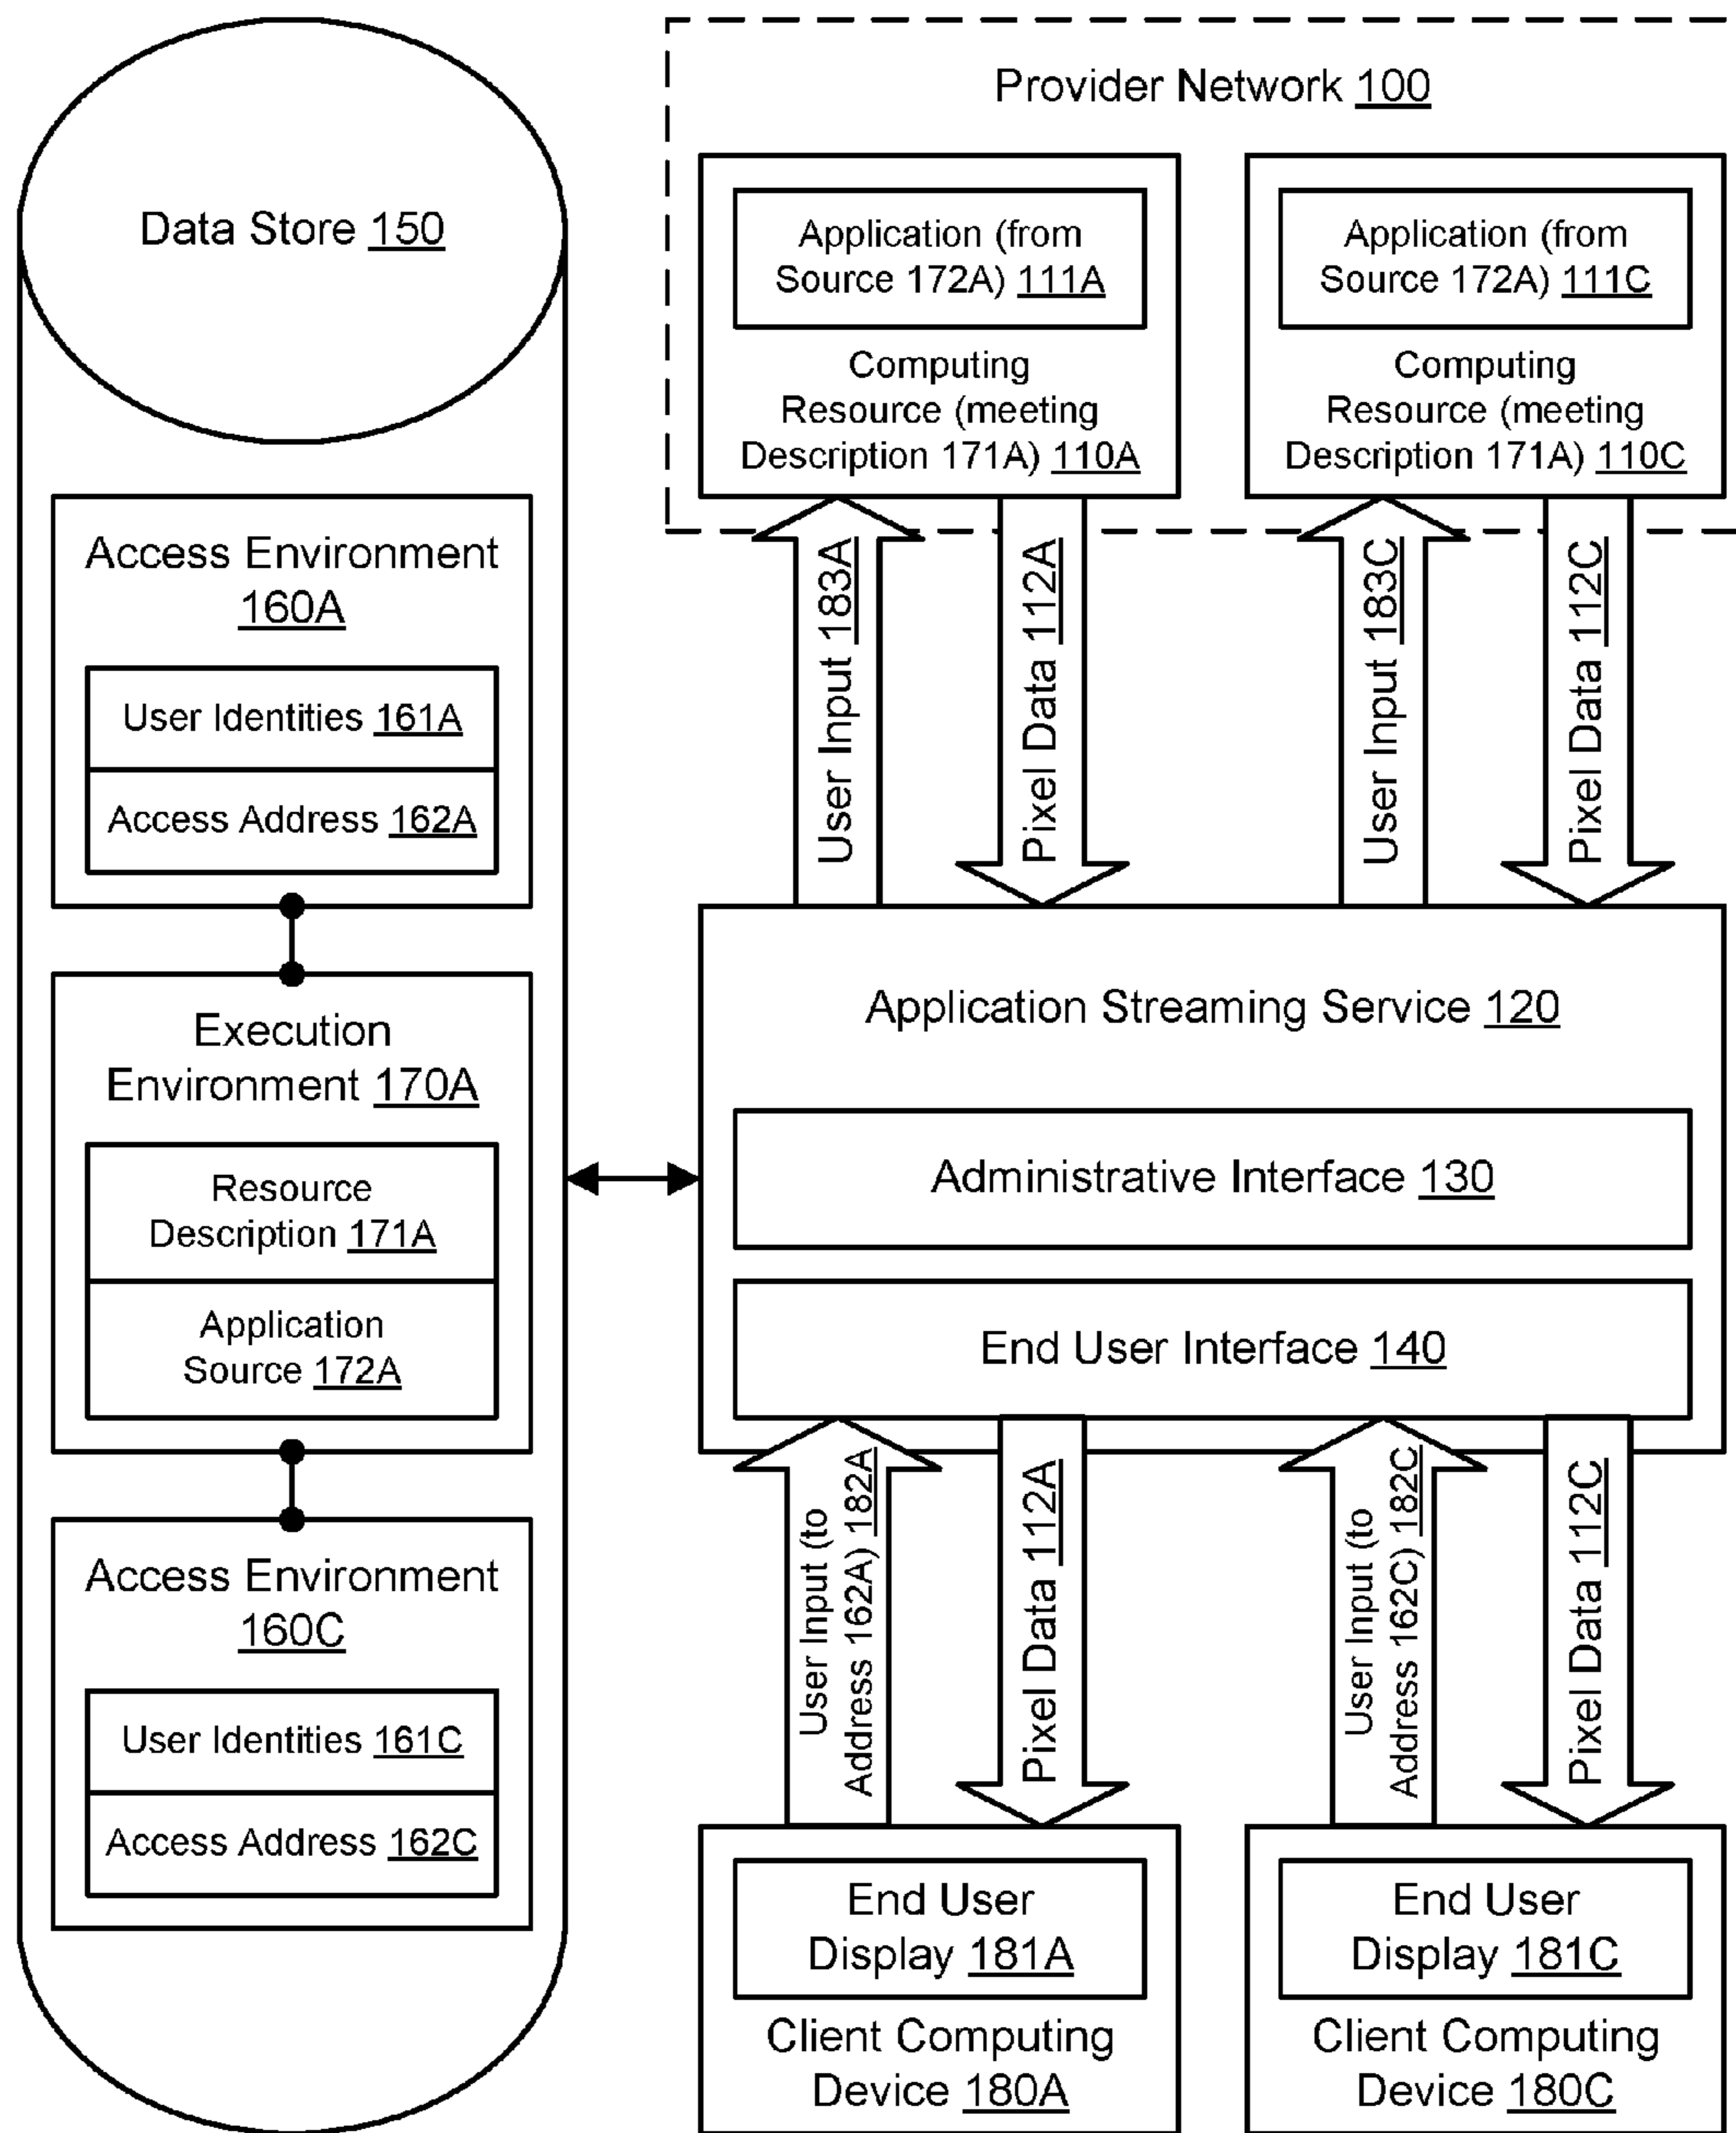 Data Store 150
Access Environment
160A
User Identities 161A
Access Address 162A
Execution
Environment 170A
Resource
Description 171A
Application
Source 172A
Access Environment
160C
User Identities 161C
Access Address 162C
Provider Network 100
Application (from
Source 172A) 111A
Computing
Resource (meeting
Description 171A) 110A
Application (from
Source 172A) 111C
Computing
Resource (meeting
Description 171A) 110C
User Input 183A
Pixel Data 112A
User Input 183C
Pixel Data 112C
Application Streaming Service 120
Administrative Interface 130
End User Interface 140
User Input (to
Address 162A) 182A
Pixel Data 112A
User Input (to
Address 162C) 182C
Pixel Data 112C
End User
Display 181A
Client Computing
Device 180A
End User
Display 181C
Client Computing
Device 180C